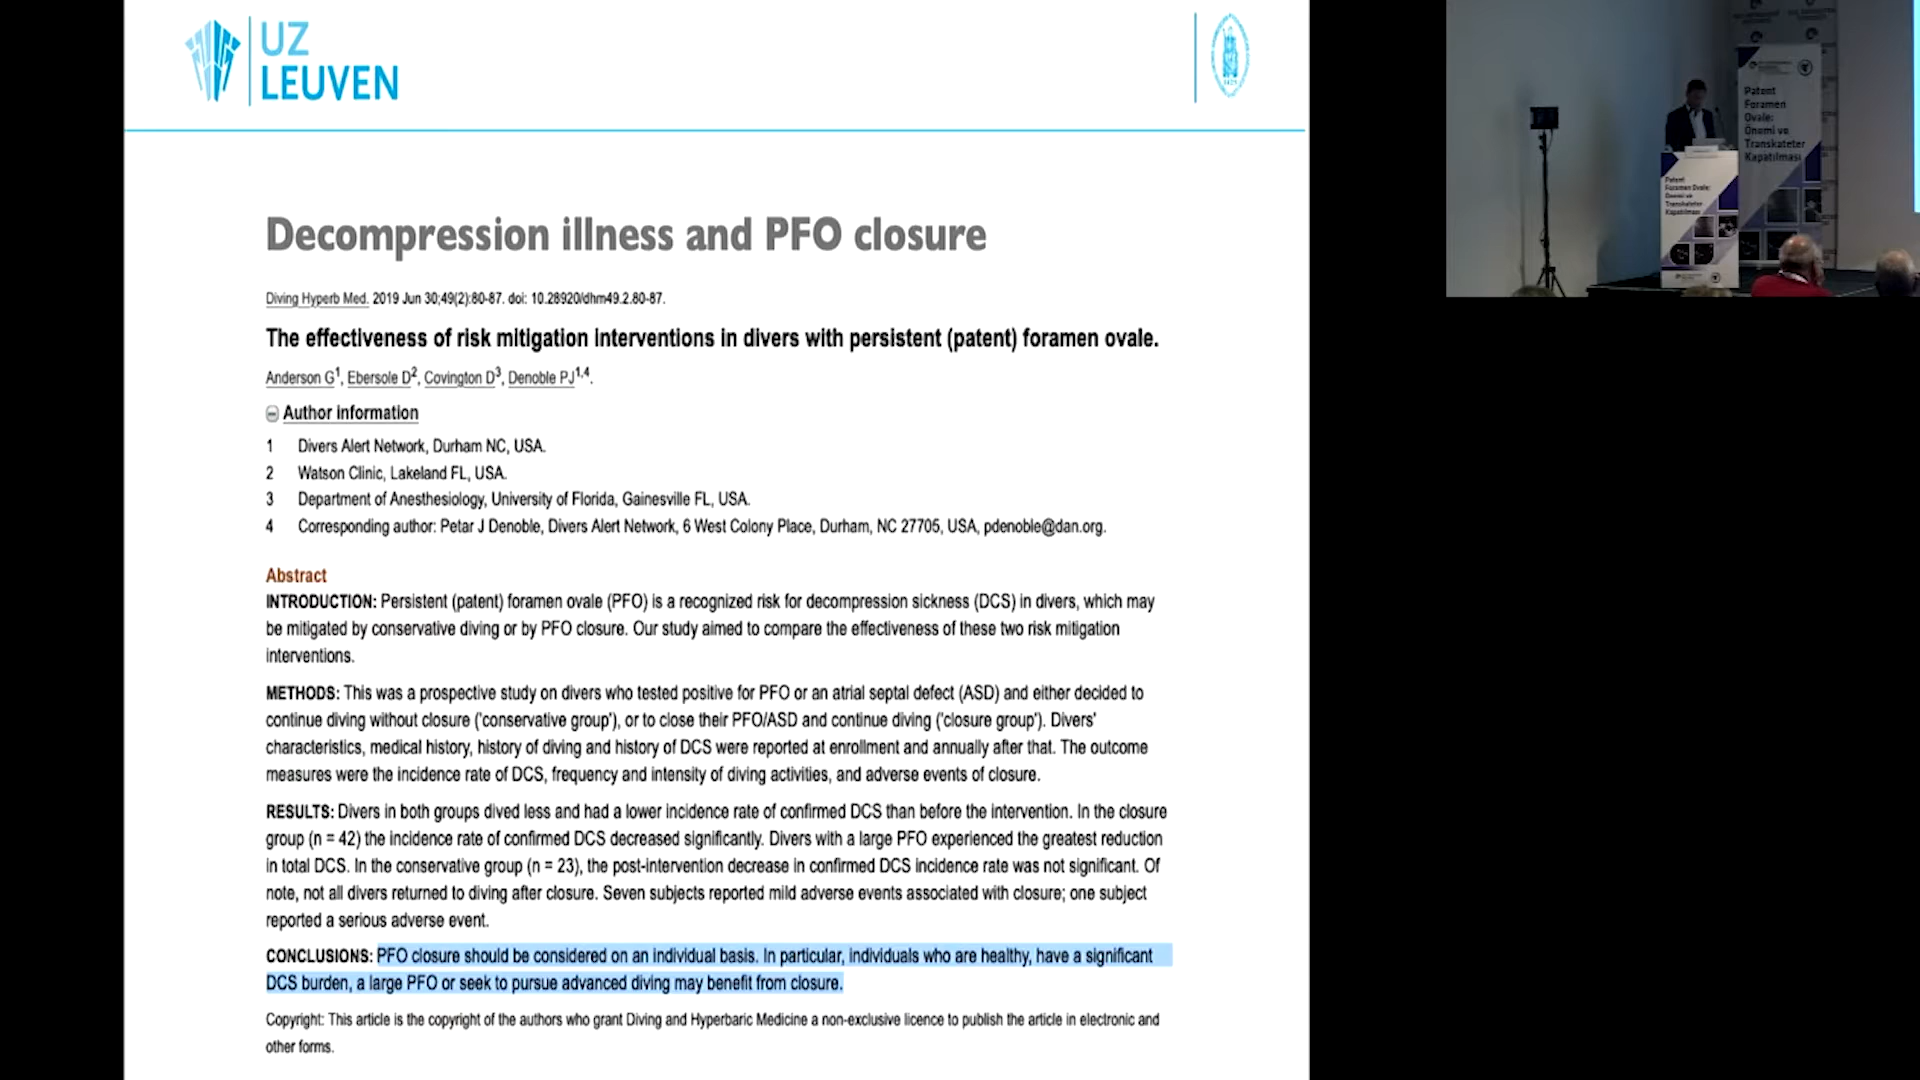 UZ
LEUVEN
Decompression illness and PFO closure
Diving Hyperb Med. 2019 Jun 30;49(2):80-87. doi: 10.28920/dhm49.2.80-87.
The effectiveness of risk mitigation interventions in divers with persistent (patent) foramen ovale.
Anderson G1, Ebersole D2, Covington D3, Denoble PJ1,4.
Author information
1 Divers Alert Network, Durham NC, USA.
2 Watson Clinic, Lakeland FL, USA.
3 Department of Anesthesiology, University of Florida, Gainesville FL, USA.
4 Corresponding author: Petar J Denoble, Divers Alert Network, 6 West Colony Place, Durham, NC 27705, USA, pdenoble@dan.org.
Abstract
INTRODUCTION: Persistent (patent) foramen ovale (PFO) is a recognized risk for decompression sickness (DCS) in divers, which may
be mitigated by conservative diving or by PFO closure. Our study aimed to compare the effectiveness of these two risk mitigation
interventions.
METHODS: This was a prospective study on divers who tested positive for PFO or an atrial septal defect (ASD) and either decided to
continue diving without closure ('conservative group'), or to close their PFO/ASD and continue diving ('closure group'). Divers'
characteristics, medical history, history of diving and history of DCS were reported at enrollment and annually after that. The outcome
measures were the incidence rate of DCS, frequency and intensity of diving activities, and adverse events of closure.
RESULTS: Divers in both groups dived less and had a lower incidence rate of confirmed DCS than before the intervention. In the closure
group (n = 42) the incidence rate of confirmed DCS decreased significantly. Divers with a large PFO experienced the greatest reduction
in total DCS. In the conservative group (n = 23), the post-intervention decrease in confirmed DCS incidence rate was not significant. Of
note, not all divers returned to diving after closure. Seven subjects reported mild adverse events associated with closure; one subject
reported a serious adverse event.
CONCLUSIONS: PFO closure should be considered on an individual basis. In particular, individuals who are healthy, have a significant
DCS burden, a large PFO or seek to pursue advanced diving may benefit from closure.
Copyright: This article is the copyright of the authors who grant Diving and Hyperbaric Medicine a non-exclusive licence to publish the article in electronic and
other forms.
Patent
Foramen
Ovale:
Önemi ve
Transkateter
Kapatılması
Patent
Foramen Ovale:
Önemi ve
Transkateter
Kapatılması